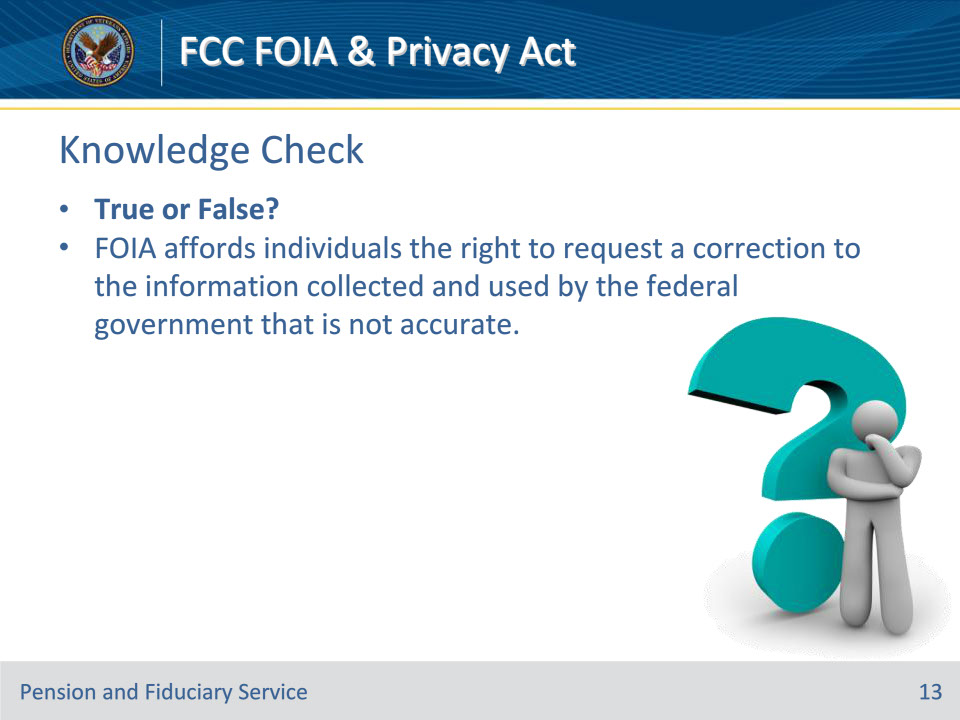 FCC FOIA & Privacy Act
Knowledge Check
• True or False?
• FOIA affords individuals the right to request a correction to
the information collected and used by the federal
government that is not accurate.
Pension and Fiduciary Service
13